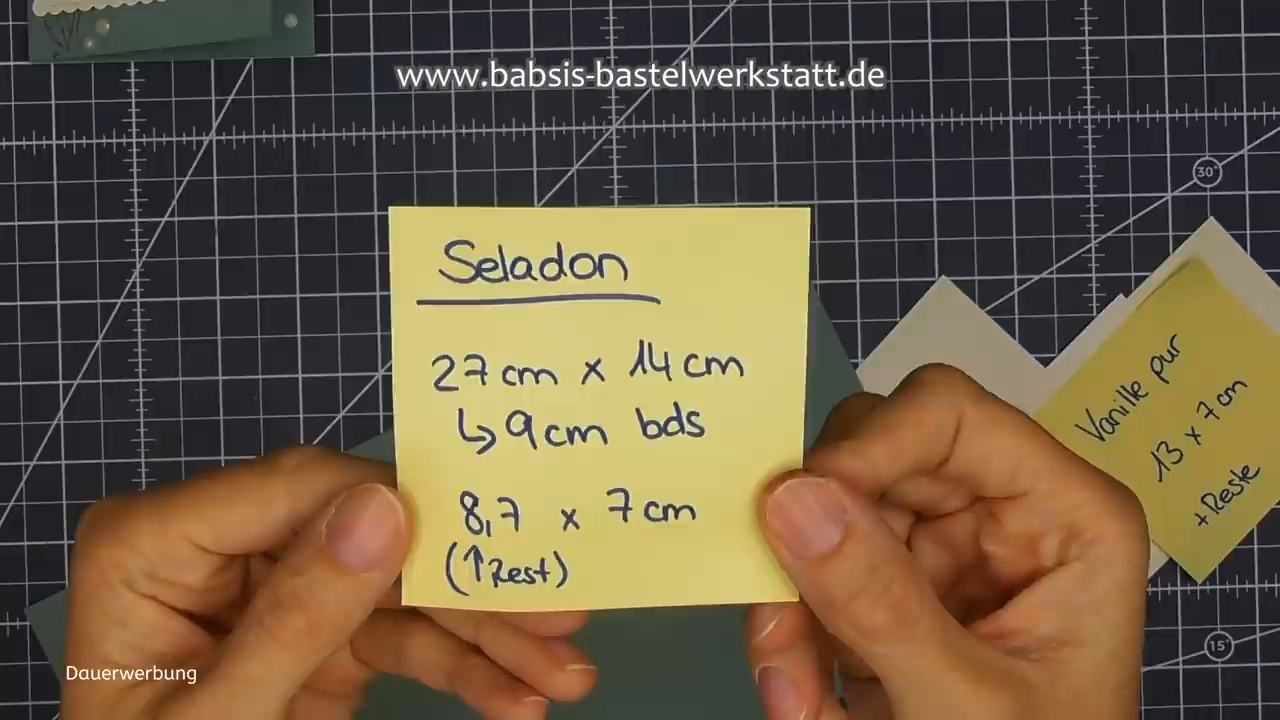 www.babsis-bastelwerkstatt.de
30°
Seladon
27 cm x 14 cm
↳ 9 cm bds
8,7 x 7 cm
(↑ Rest)
Vanille pur
13 x 7 cm
+ Reste
15°
Dauerwerbung